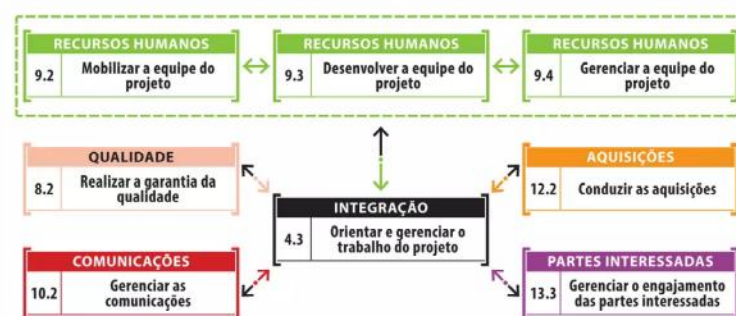 RECURSOS HUMANOS
9.2 Mobilizar a equipe do
projeto
RECURSOS HUMANOS
9.3 Desenvolver a equipe do
projeto
RECURSOS HUMANOS
9.4 Gerenciar a equipe do
projeto
QUALIDADE
8.2 Realizar a garantia da
qualidade
AQUISIÇÕES
12.2 Conduzir as aquisições
INTEGRAÇÃO
4.3 Orientar e gerenciar o
trabalho do projeto
COMUNICAÇÕES
10.2 Gerenciar as
comunicações
PARTES INTERESSADAS
13.3 Gerenciar o engajamento
das partes interessadas